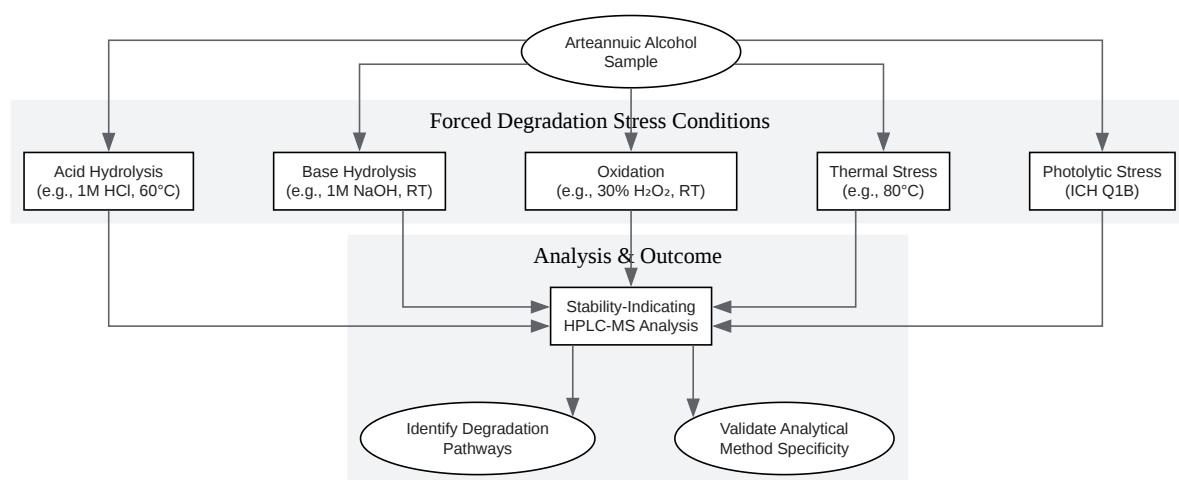 Arteannuic Alcohol
Sample
Forced Degradation Stress Conditions
Acid Hydrolysis
(e.g., 1M HCl, 60°C)
Base Hydrolysis
(e.g., 1M NaOH, RT)
Oxidation
(e.g., 30% H₂O₂, RT)
Thermal Stress
(e.g., 80°C)
Photolytic Stress
(ICH Q1B)
Analysis & Outcome
Stability-Indicating
HPLC-MS Analysis
Identify Degradation
Pathways
Validate Analytical
Method Specificity